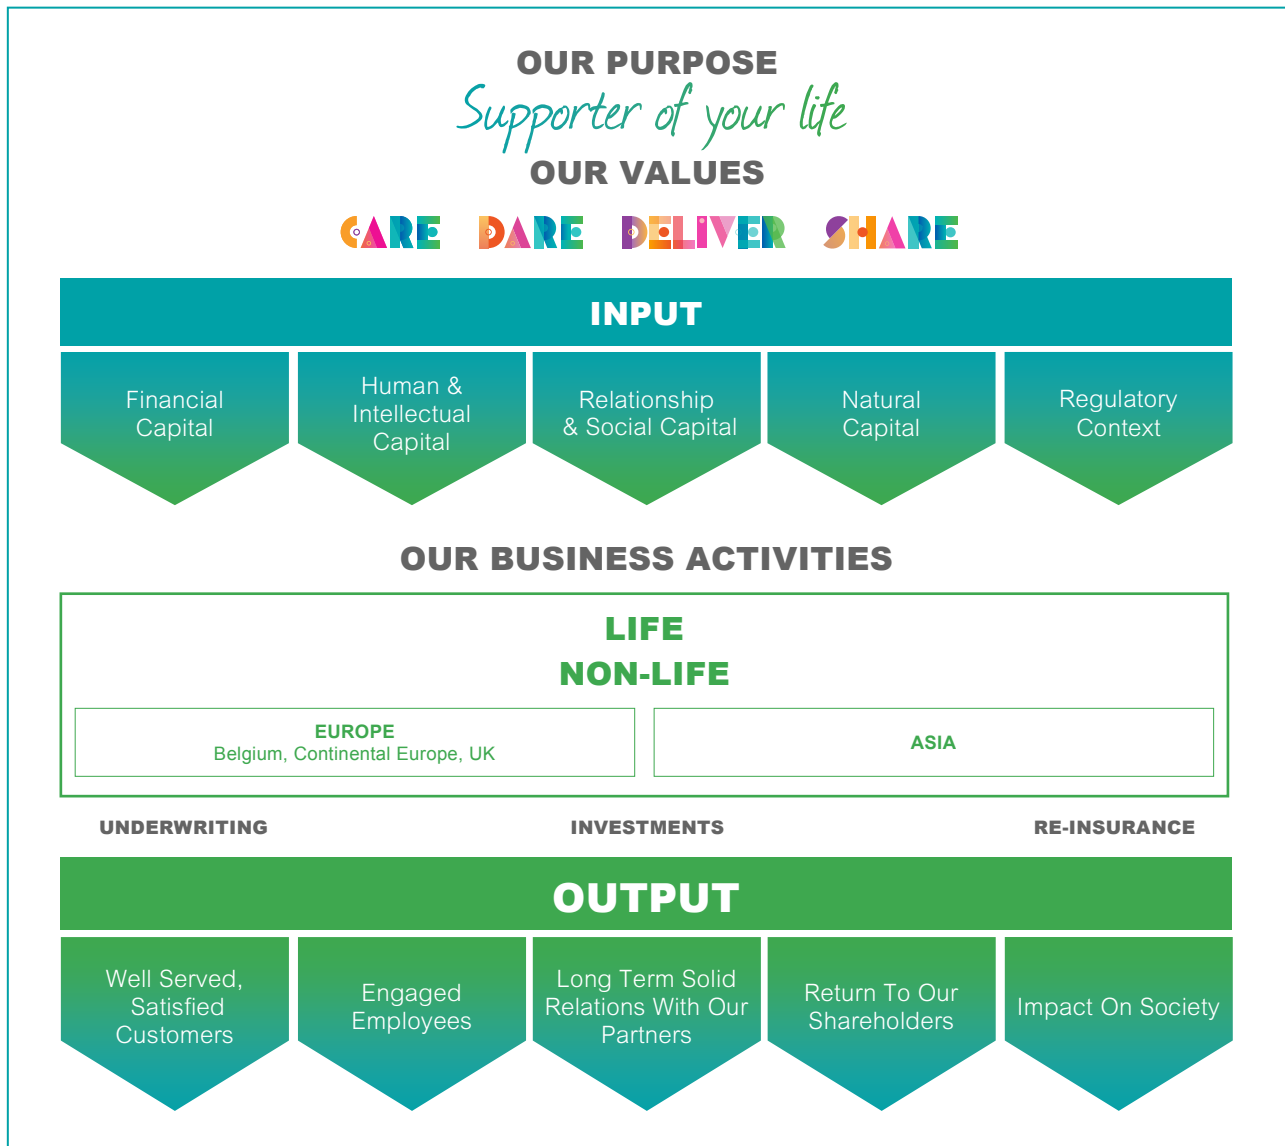 OUR PURPOSE
Supporter of your life
OUR VALUES
CARE DARE DELIVER SHARE
INPUT
Financial
Capital
Human &
Intellectual
Capital
Relationship
& Social Capital
Natural
Capital
Regulatory
Context
OUR BUSINESS ACTIVITIES
LIFE
NON-LIFE
EUROPE
Belgium, Continental Europe, UK
ASIA
UNDERWRITING
INVESTMENTS
RE-INSURANCE
OUTPUT
Well Served,
Satisfied
Customers
Engaged
Employees
Long Term Solid
Relations With Our
Partners
Return To Our
Shareholders
Impact On Society